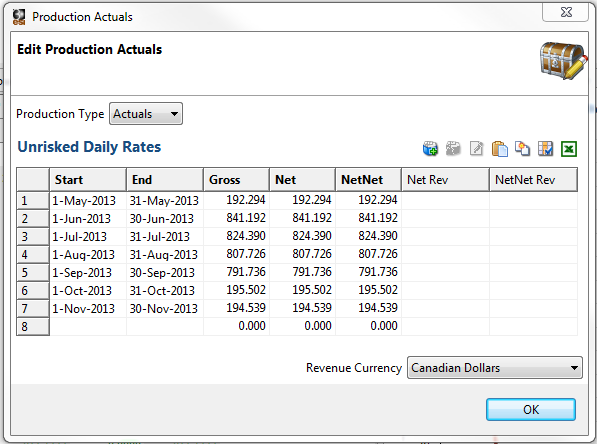 Production Actuals
Edit Production Actuals
Production Type Actuals
Unrisked Daily Rates
Start End Gross Net NetNet Net Rev NetNet Rev
1 1-May-2013 31-May-2013 192.294 192.294 192.294
2 1-Jun-2013 30-Jun-2013 841.192 841.192 841.192
3 1-Jul-2013 31-Jul-2013 824.390 824.390 824.390
4 1-Aug-2013 31-Aug-2013 807.726 807.726 807.726
5 1-Sep-2013 30-Sep-2013 791.736 791.736 791.736
6 1-Oct-2013 31-Oct-2013 195.502 195.502 195.502
7 1-Nov-2013 30-Nov-2013 194.539 194.539 194.539
8 0.000 0.000 0.000
Revenue Currency Canadian Dollars
OK